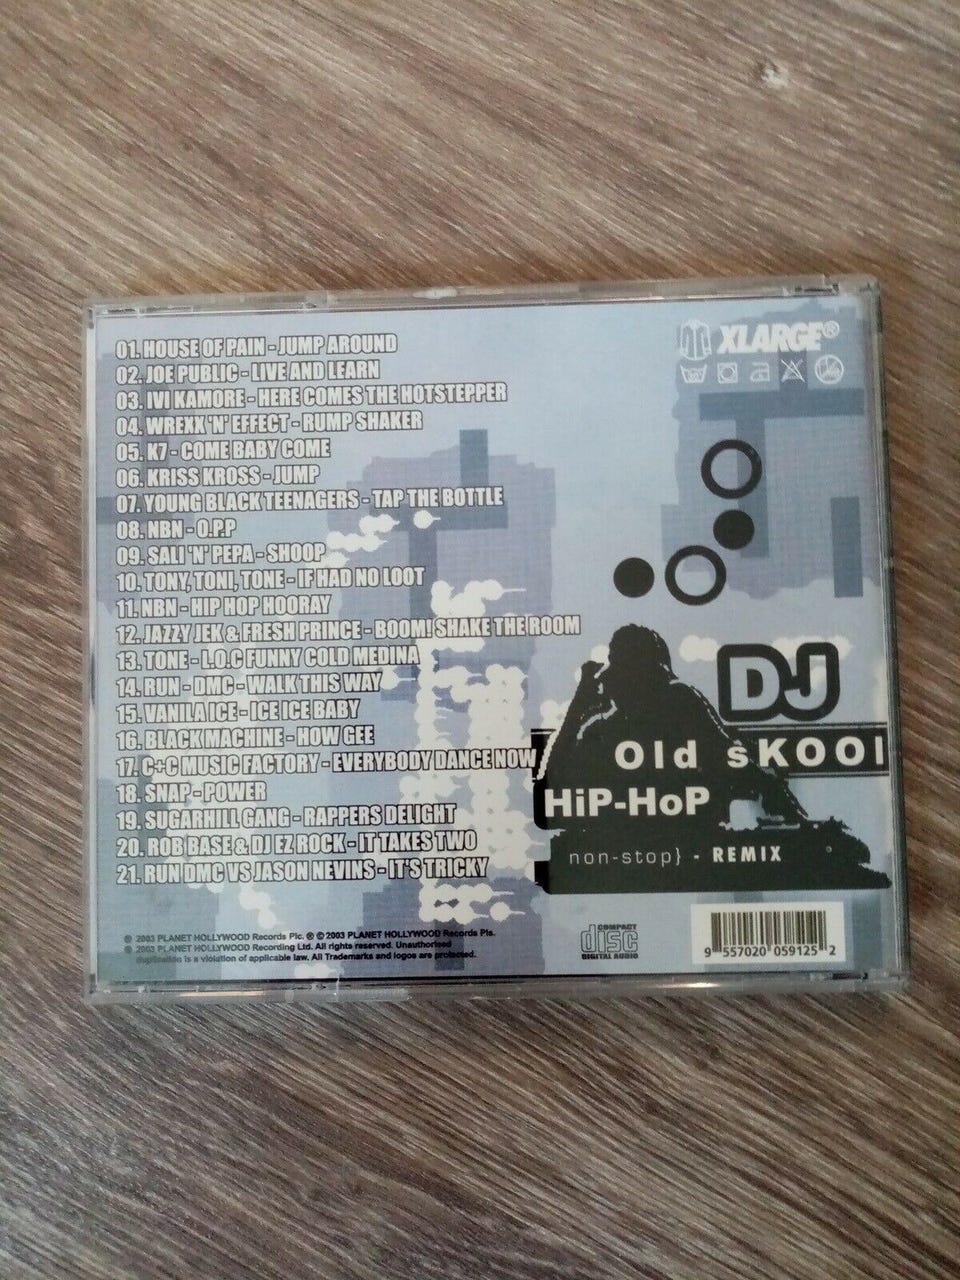 01. HOUSE OF PAIN - JUMP AROUND
02. JOE PUBLIC - LIVE AND LEARN
03. IVI KAMORE - HERE COMES THE HOTSTEPPER
04. WREXX 'N' EFFECT - RUMP SHAKER
05. K7 - COME BABY COME
06. KRISS KROSS - JUMP
07. YOUNG BLACK TEENAGERS - TAP THE BOTTLE
08. NBN - O.P.P
09. SALI 'N' PEPA - SHOOP
10. TONY, TONI, TONE - IF HAD NO LOOT
11. NBN - HIP HOP HOORAY
12. JAZZY JEK & FRESH PRINCE - BOOM! SHAKE THE ROOM
13. TONE - L.O.C FUNNY COLD MEDINA
14. RUN - DMC - WALK THIS WAY
15. VANILA ICE - ICE ICE BABY
16. BLACK MACHINE - HOW GEE
17. C+C MUSIC FACTORY - EVERYBODY DANCE NOW
18. SNAP - POWER
19. SUGARHILL GANG - RAPPERS DELIGHT
20. ROB BASE & DJ EZ ROCK - IT TAKES TWO
21. RUN DMC VS JASON NEVINS - IT'S TRICKY
XLARGE®
DJ
Old sKOOl
HiP-HoP
non-stop} - REMIX
℗ 2003 PLANET HOLLYWOOD Records Plc. ® © 2003 PLANET HOLLYWOOD Records Pls.
℗ 2003 PLANET HOLLYWOOD Recording Ltd. All rights reserved. Unauthorised
duplication is a violation of applicable law. All Trademarks and logos are protected.
COMPACT
disc
DIGITAL AUDIO
9 557020 059125 2